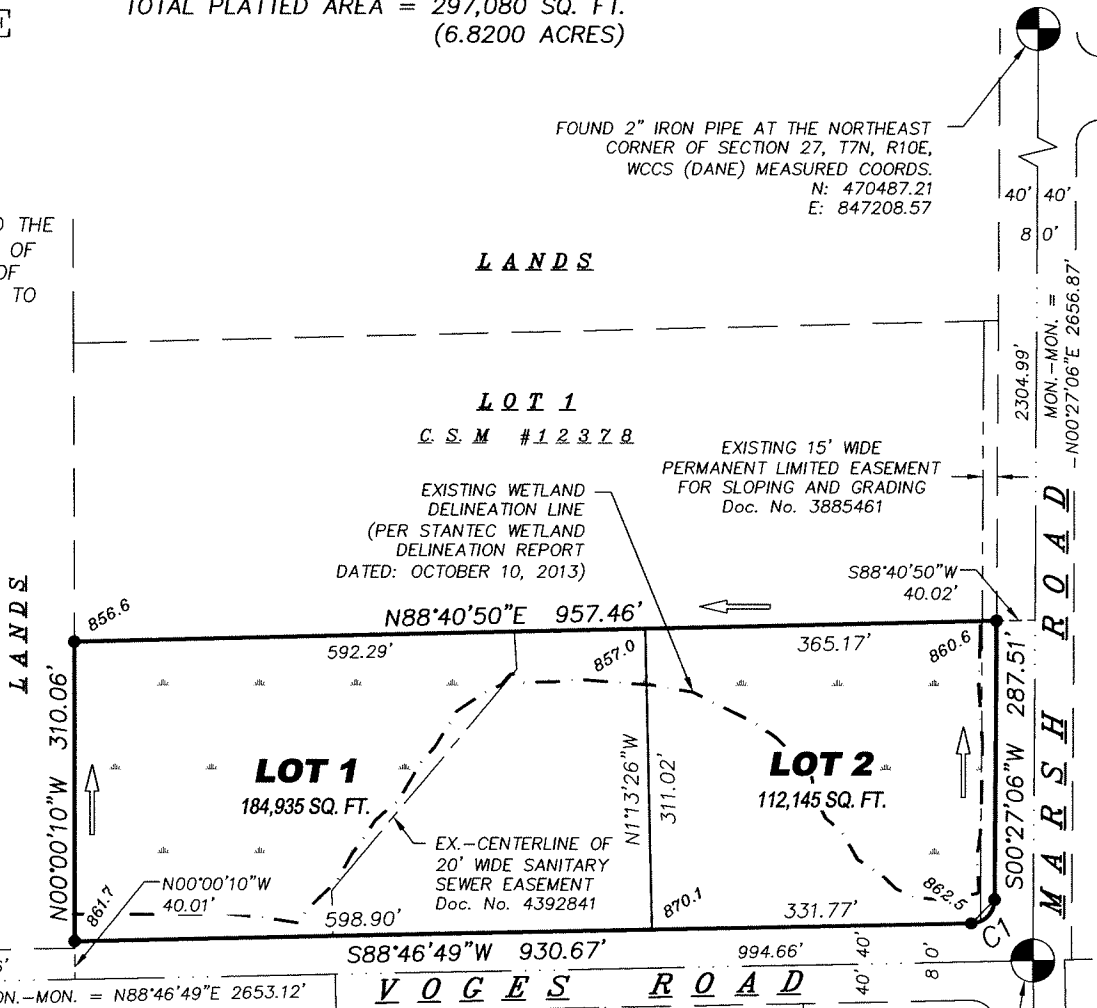 TOTAL PLATTED AREA = 297,080 SQ. FT.
(6.8200 ACRES)
FOUND 2" IRON PIPE AT THE NORTHEAST
CORNER OF SECTION 27, T7N, R10E,
WCCS (DANE) MEASURED COORDS.
N: 470487.21
E: 847208.57
40' 40'
8 0'
THE
OF
OF
TO
LANDS
2304.99'
MON.-MON. =
N00°27'06"E 2656.87'
LOT 1
C.S.M #12378
EXISTING 15' WIDE
PERMANENT LIMITED EASEMENT
FOR SLOPING AND GRADING
Doc. No. 3885461
EXISTING WETLAND
DELINEATION LINE
(PER STANTEC WETLAND
DELINEATION REPORT
DATED: OCTOBER 10, 2013)
S88°40'50"W
40.02'
LANDS
856.6
N88°40'50"E 957.46'
592.29'
857.0
365.17'
860.6
N00°00'10"W 310.06'
LOT 1
184,935 SQ. FT.
N1°13'26"W
311.02'
LOT 2
112,145 SQ. FT.
S00°27'06"W 287.51'
MARSH ROAD
EX.-CENTERLINE OF
20' WIDE SANITARY
SEWER EASEMENT
Doc. No. 4392841
N00°00'10"W
40.01'
861.7
598.90'
870.1
331.77'
862.5
C1
S88°46'49"W 930.67'
994.66'
40' 40'
8 0'
ON.-MON. = N88°46'49"E 2653.12'
VOGES ROAD